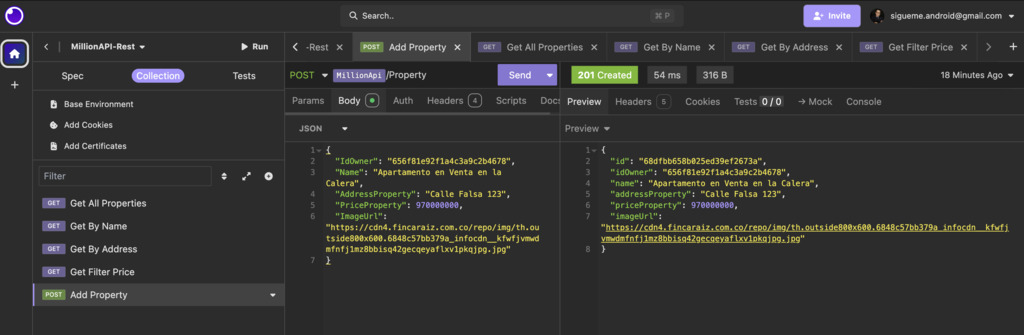 Search..
⌘ P
Invite
sigueme.android@gmail.com
MillionAPI-Rest
Run
-Rest
POST Add Property
GET Get All Properties
GET Get By Name
GET Get By Address
GET Get Filter Price
Spec
Collection
Tests
POST MillionApi /Property
Send
201 Created
54 ms
316 B
18 Minutes Ago
Base Environment
Add Cookies
Add Certificates
Params
Body
Auth
Headers 4
Scripts
Docs
Preview
Headers 5
Cookies
Tests 0 / 0
Mock
Console
JSON
Preview
Filter
GET Get All Properties
GET Get By Name
GET Get By Address
GET Get Filter Price
POST Add Property
1 {
2 "IdOwner": "656f81e92f1a4c3a9c2b4678",
3 "Name": "Apartamento en Venta en la
Calera",
4 "AddressProperty": "Calle Falsa 123",
5 "PriceProperty": 970000000,
6 "ImageUrl":
"https://cdn4.fincaraiz.com.co/repo/img/th.ou
tside800x600.6848c57bb379a_infocdn__kfwfjvmwd
mfnfj1mz8bbisq42gecqeyaflxv1pkqjpg.jpg"
7 }
1 {
2 "id": "68dfbb658b025ed39ef2673a",
3 "idOwner": "656f81e92f1a4c3a9c2b4678",
4 "name": "Apartamento en Venta en la Calera",
5 "addressProperty": "Calle Falsa 123",
6 "priceProperty": 970000000,
7 "imageUrl":
"https://cdn4.fincaraiz.com.co/repo/img/th.outside800x600.6848c57bb379a_infocdn__kfwfj
vmwdmfnfj1mz8bbisq42gecqeyaflxv1pkqjpg.jpg"
8 }